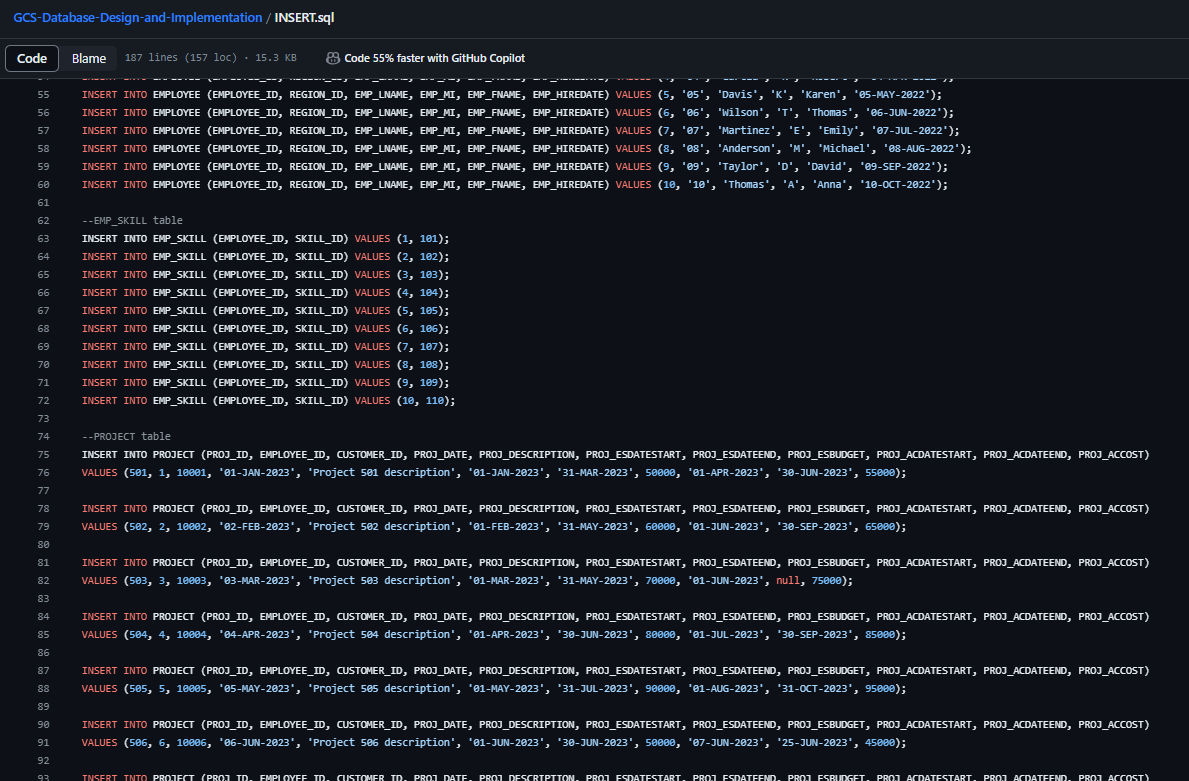 GCS-Database-Design-and-Implementation / INSERT.sql
Code Blame 187 lines (157 loc) · 15.3 KB Code 55% faster with GitHub Copilot
55 INSERT INTO EMPLOYEE (EMPLOYEE_ID, REGION_ID, EMP_LNAME, EMP_MI, EMP_FNAME, EMP_HIREDATE) VALUES (5, '05', 'Davis', 'K', 'Karen', '05-MAY-2022');
56 INSERT INTO EMPLOYEE (EMPLOYEE_ID, REGION_ID, EMP_LNAME, EMP_MI, EMP_FNAME, EMP_HIREDATE) VALUES (6, '06', 'Wilson', 'T', 'Thomas', '06-JUN-2022');
57 INSERT INTO EMPLOYEE (EMPLOYEE_ID, REGION_ID, EMP_LNAME, EMP_MI, EMP_FNAME, EMP_HIREDATE) VALUES (7, '07', 'Martinez', 'E', 'Emily', '07-JUL-2022');
58 INSERT INTO EMPLOYEE (EMPLOYEE_ID, REGION_ID, EMP_LNAME, EMP_MI, EMP_FNAME, EMP_HIREDATE) VALUES (8, '08', 'Anderson', 'M', 'Michael', '08-AUG-2022');
59 INSERT INTO EMPLOYEE (EMPLOYEE_ID, REGION_ID, EMP_LNAME, EMP_MI, EMP_FNAME, EMP_HIREDATE) VALUES (9, '09', 'Taylor', 'D', 'David', '09-SEP-2022');
60 INSERT INTO EMPLOYEE (EMPLOYEE_ID, REGION_ID, EMP_LNAME, EMP_MI, EMP_FNAME, EMP_HIREDATE) VALUES (10, '10', 'Thomas', 'A', 'Anna', '10-OCT-2022');
61
62 --EMP_SKILL table
63 INSERT INTO EMP_SKILL (EMPLOYEE_ID, SKILL_ID) VALUES (1, 101);
64 INSERT INTO EMP_SKILL (EMPLOYEE_ID, SKILL_ID) VALUES (2, 102);
65 INSERT INTO EMP_SKILL (EMPLOYEE_ID, SKILL_ID) VALUES (3, 103);
66 INSERT INTO EMP_SKILL (EMPLOYEE_ID, SKILL_ID) VALUES (4, 104);
67 INSERT INTO EMP_SKILL (EMPLOYEE_ID, SKILL_ID) VALUES (5, 105);
68 INSERT INTO EMP_SKILL (EMPLOYEE_ID, SKILL_ID) VALUES (6, 106);
69 INSERT INTO EMP_SKILL (EMPLOYEE_ID, SKILL_ID) VALUES (7, 107);
70 INSERT INTO EMP_SKILL (EMPLOYEE_ID, SKILL_ID) VALUES (8, 108);
71 INSERT INTO EMP_SKILL (EMPLOYEE_ID, SKILL_ID) VALUES (9, 109);
72 INSERT INTO EMP_SKILL (EMPLOYEE_ID, SKILL_ID) VALUES (10, 110);
73
74 --PROJECT table
75 INSERT INTO PROJECT (PROJ_ID, EMPLOYEE_ID, CUSTOMER_ID, PROJ_DATE, PROJ_DESCRIPTION, PROJ_ESDATESTART, PROJ_ESDATEEND, PROJ_ESBUDGET, PROJ_ACDATESTART, PROJ_ACDATEEND, PROJ_ACCOST)
76 VALUES (501, 1, 10001, '01-JAN-2023', 'Project 501 description', '01-JAN-2023', '31-MAR-2023', 50000, '01-APR-2023', '30-JUN-2023', 55000);
77
78 INSERT INTO PROJECT (PROJ_ID, EMPLOYEE_ID, CUSTOMER_ID, PROJ_DATE, PROJ_DESCRIPTION, PROJ_ESDATESTART, PROJ_ESDATEEND, PROJ_ESBUDGET, PROJ_ACDATESTART, PROJ_ACDATEEND, PROJ_ACCOST)
79 VALUES (502, 2, 10002, '02-FEB-2023', 'Project 502 description', '01-FEB-2023', '31-MAY-2023', 60000, '01-JUN-2023', '30-SEP-2023', 65000);
80
81 INSERT INTO PROJECT (PROJ_ID, EMPLOYEE_ID, CUSTOMER_ID, PROJ_DATE, PROJ_DESCRIPTION, PROJ_ESDATESTART, PROJ_ESDATEEND, PROJ_ESBUDGET, PROJ_ACDATESTART, PROJ_ACDATEEND, PROJ_ACCOST)
82 VALUES (503, 3, 10003, '03-MAR-2023', 'Project 503 description', '01-MAR-2023', '31-MAY-2023', 70000, '01-JUN-2023', null, 75000);
83
84 INSERT INTO PROJECT (PROJ_ID, EMPLOYEE_ID, CUSTOMER_ID, PROJ_DATE, PROJ_DESCRIPTION, PROJ_ESDATESTART, PROJ_ESDATEEND, PROJ_ESBUDGET, PROJ_ACDATESTART, PROJ_ACDATEEND, PROJ_ACCOST)
85 VALUES (504, 4, 10004, '04-APR-2023', 'Project 504 description', '01-APR-2023', '30-JUN-2023', 80000, '01-JUL-2023', '30-SEP-2023', 85000);
86
87 INSERT INTO PROJECT (PROJ_ID, EMPLOYEE_ID, CUSTOMER_ID, PROJ_DATE, PROJ_DESCRIPTION, PROJ_ESDATESTART, PROJ_ESDATEEND, PROJ_ESBUDGET, PROJ_ACDATESTART, PROJ_ACDATEEND, PROJ_ACCOST)
88 VALUES (505, 5, 10005, '05-MAY-2023', 'Project 505 description', '01-MAY-2023', '31-JUL-2023', 90000, '01-AUG-2023', '31-OCT-2023', 95000);
89
90 INSERT INTO PROJECT (PROJ_ID, EMPLOYEE_ID, CUSTOMER_ID, PROJ_DATE, PROJ_DESCRIPTION, PROJ_ESDATESTART, PROJ_ESDATEEND, PROJ_ESBUDGET, PROJ_ACDATESTART, PROJ_ACDATEEND, PROJ_ACCOST)
91 VALUES (506, 6, 10006, '06-JUN-2023', 'Project 506 description', '01-JUN-2023', '30-JUN-2023', 50000, '07-JUN-2023', '25-JUN-2023', 45000);
92
93 INSERT INTO PROJECT (PROJ_ID, EMPLOYEE_ID, CUSTOMER_ID, PROJ_DATE, PROJ_DESCRIPTION, PROJ_ESDATESTART, PROJ_ESDATEEND, PROJ_ESBUDGET, PROJ_ACDATESTART, PROJ_ACDATEEND, PROJ_ACCOST)